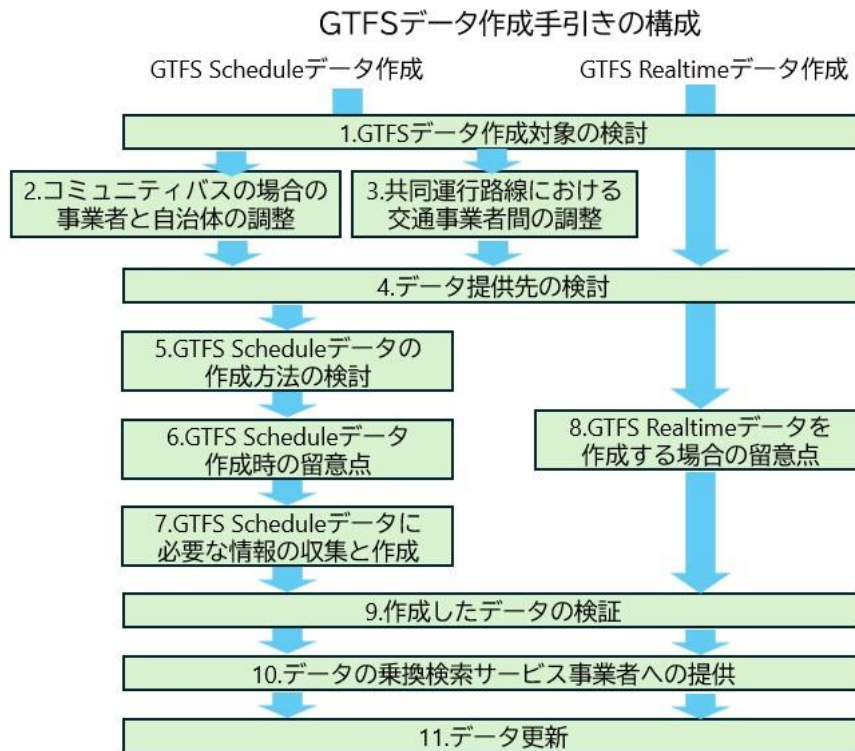 GTFSデータ作成手引きの構成
GTFS Scheduleデータ作成
GTFS Realtimeデータ作成
1.GTFSデータ作成対象の検討
2.コミュニティバスの場合の
事業者と自治体の調整
3.共同運行路線における
交通事業者間の調整
4.データ提供先の検討
5.GTFS Scheduleデータの
作成方法の検討
6.GTFS Scheduleデータ
作成時の留意点
7.GTFS Scheduleデータに
必要な情報の収集と作成
8.GTFS Realtimeデータを
作成する場合の留意点
9.作成したデータの検証
10.データの乗換検索サービス事業者への提供
11.データ更新